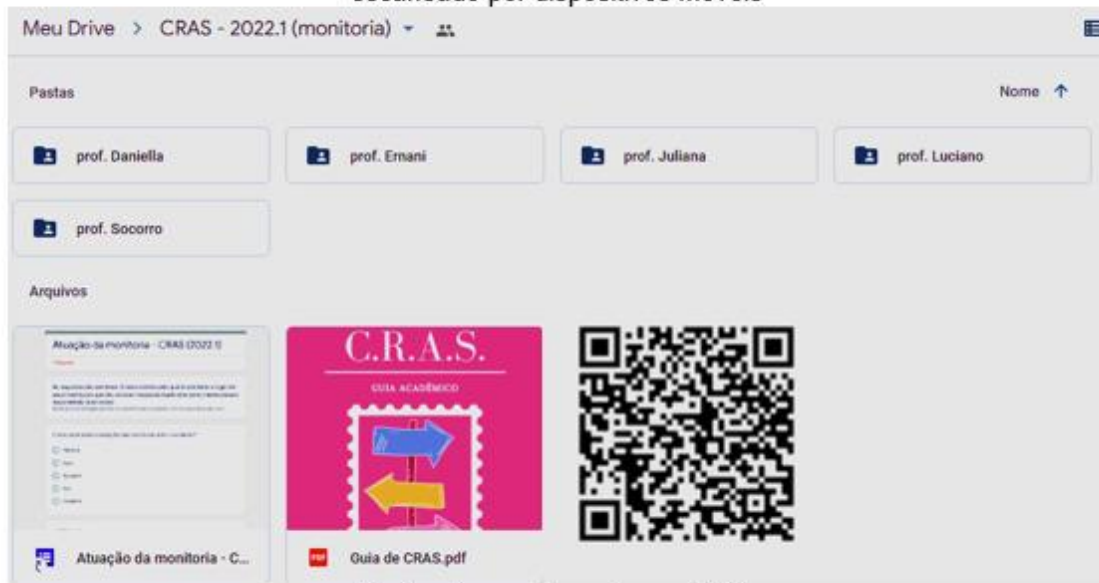 Meu Drive > CRAS - 2022.1 (monitoria)
Pastas
Nome
prof. Daniella
prof. Ernani
prof. Juliana
prof. Luciano
prof. Socorro
Arquivos
Atuação da monitoria - CRAS (2022.1)
C.R.A.S.
GUIA ACADÊMICO
Atuação da monitoria - C...
PDF
Guia de CRAS.pdf